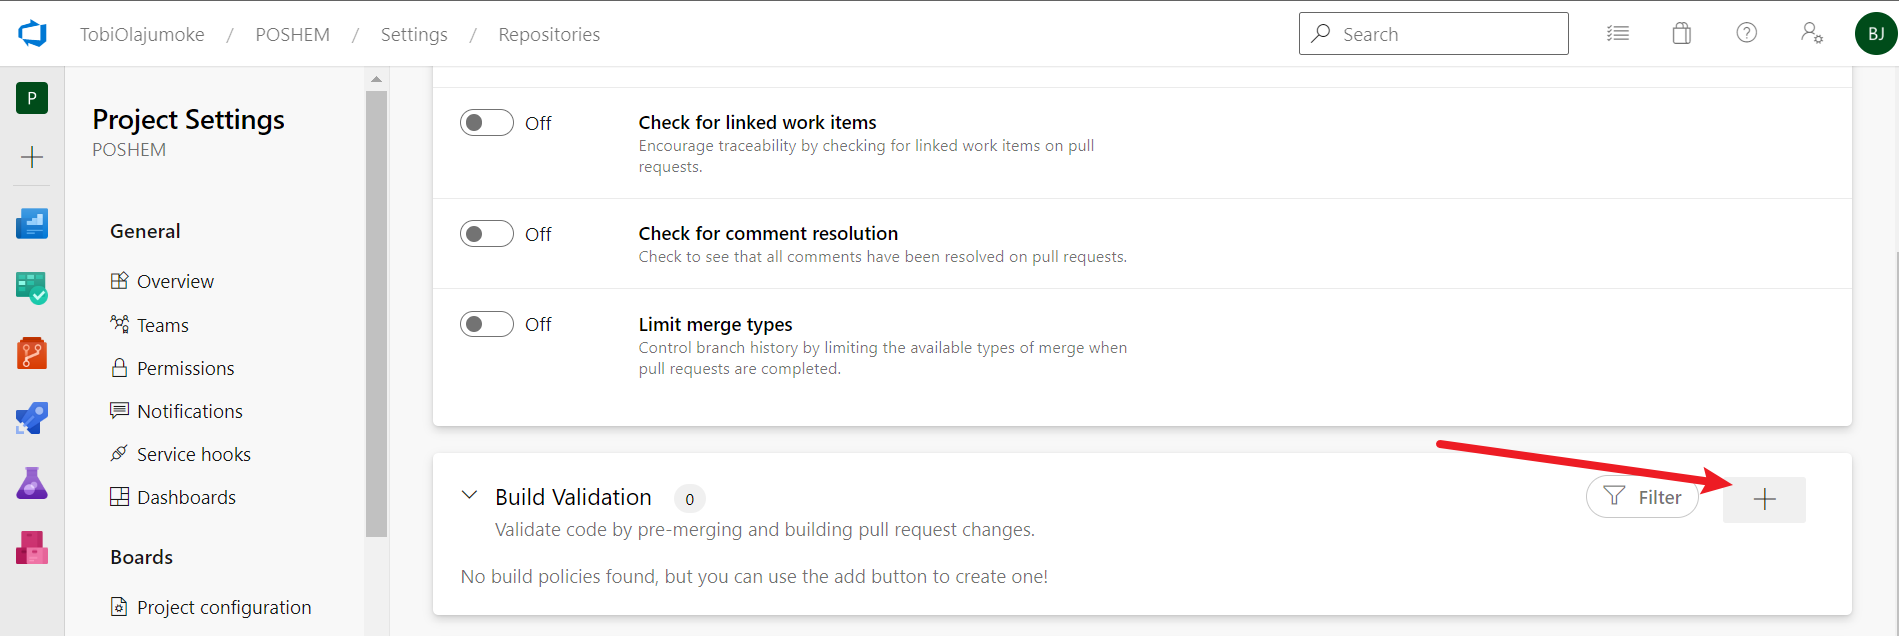 TobiOlajumoke / POSHEM / Settings / Repositories
Search
BJ
P
Project Settings
POSHEM
General
Overview
Teams
Permissions
Notifications
Service hooks
Dashboards
Boards
Project configuration
Off
Check for linked work items
Encourage traceability by checking for linked work items on pull
requests.
Off
Check for comment resolution
Check to see that all comments have been resolved on pull requests.
Off
Limit merge types
Control branch history by limiting the available types of merge when
pull requests are completed.
Build Validation 0
Filter
Validate code by pre-merging and building pull request changes.
No build policies found, but you can use the add button to create one!